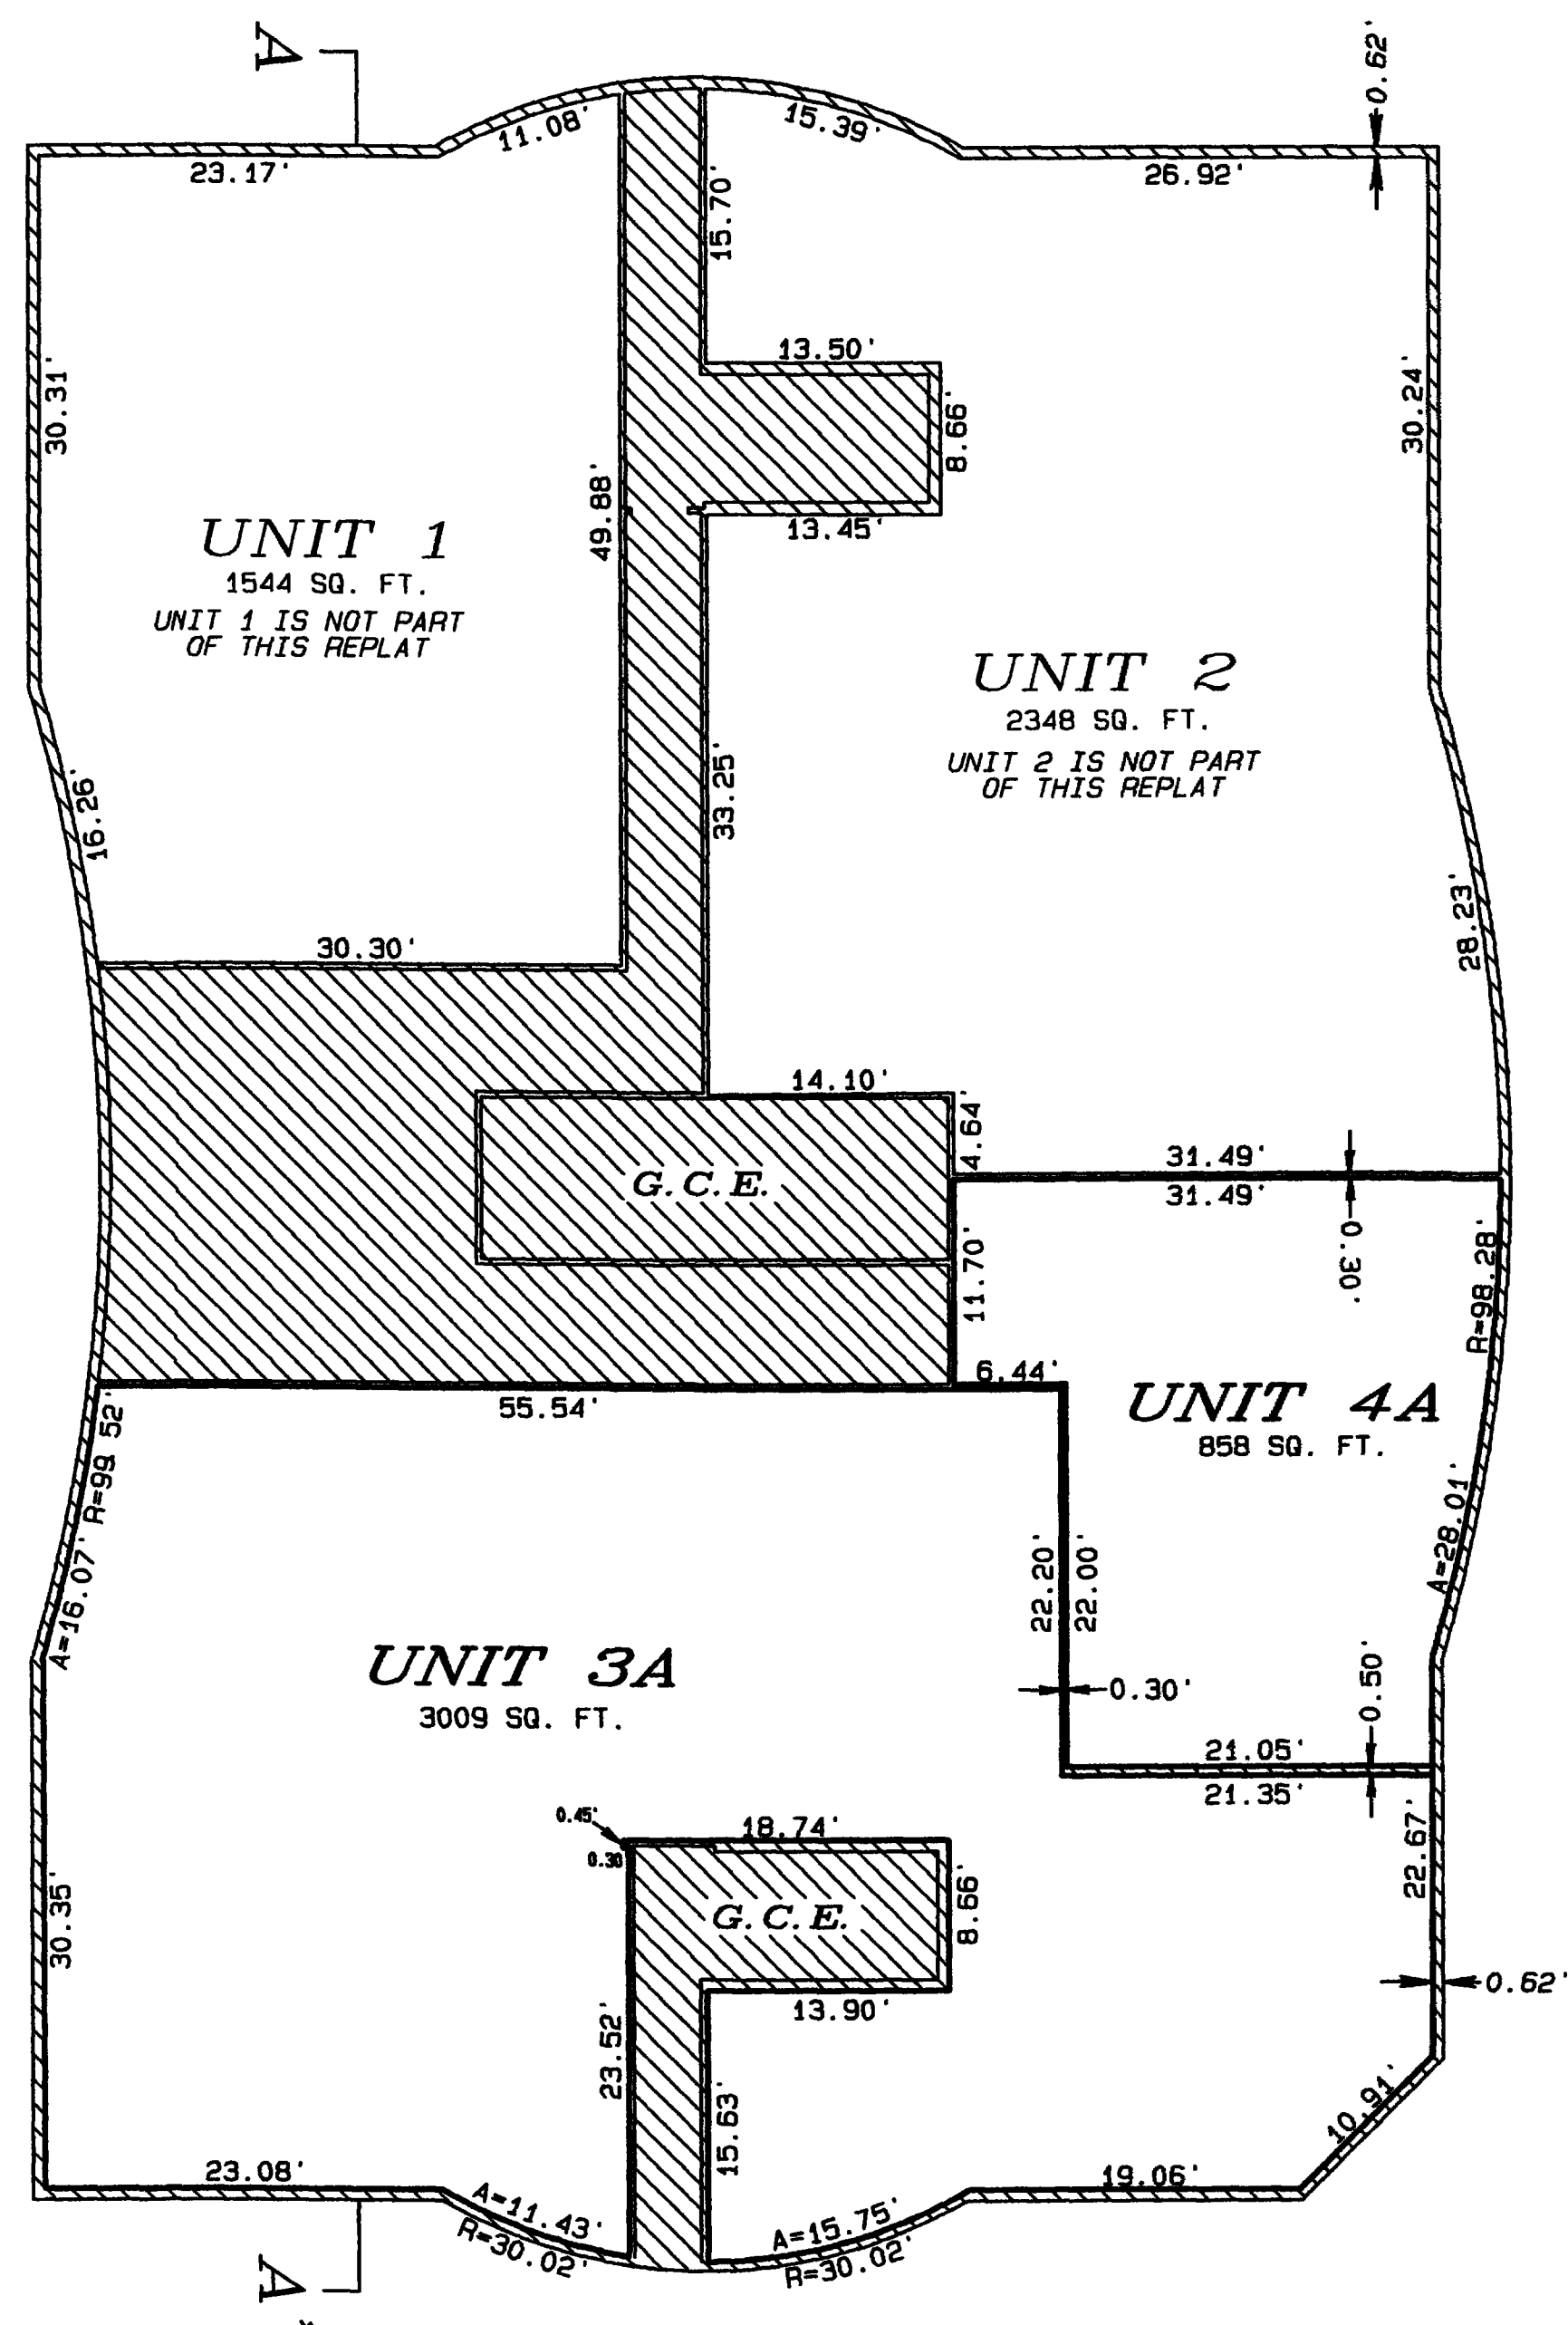 A
0.62'
11.08'
15.39'
23.17'
26.92'
15.70'
13.50'
30.31'
8.66'
30.24'
49.88'
13.45'
UNIT 1
1544 SQ. FT.
UNIT 1 IS NOT PART
OF THIS REPLAT
UNIT 2
2348 SQ. FT.
UNIT 2 IS NOT PART
OF THIS REPLAT
16.26'
33.25'
28.23'
30.30'
14.10'
4.64'
G.C.E.
31.49'
31.49'
0.30'
R=98.28'
11.70'
6.44'
55.54'
UNIT 4A
858 SQ. FT.
R=99.52'
A=16.07'
A=28.01'
22.20'
22.00'
UNIT 3A
3009 SQ. FT.
0.30'
0.50'
21.05'
21.35'
0.45'
0.30'
18.74'
22.67'
30.35'
G.C.E.
8.66'
0.62'
13.90'
23.52'
15.63'
10.91'
23.08'
19.06'
A=11.43'
R=30.02'
A=15.75'
R=30.02'
A